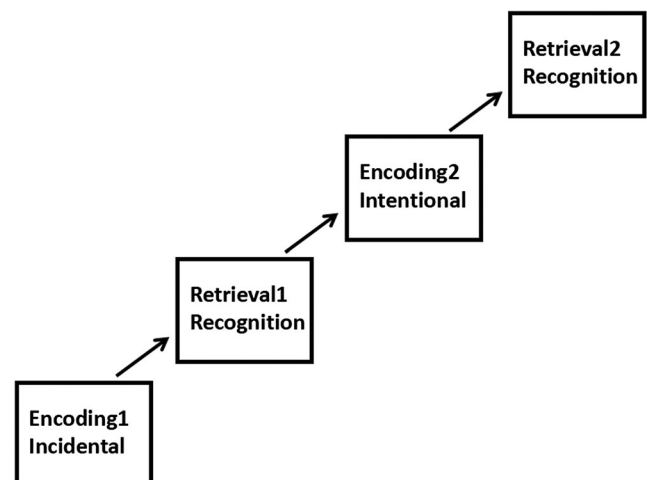 Retrieval2
Recognition
Encoding2
Intentional
Retrieval1
Recognition
Encoding1
Incidental